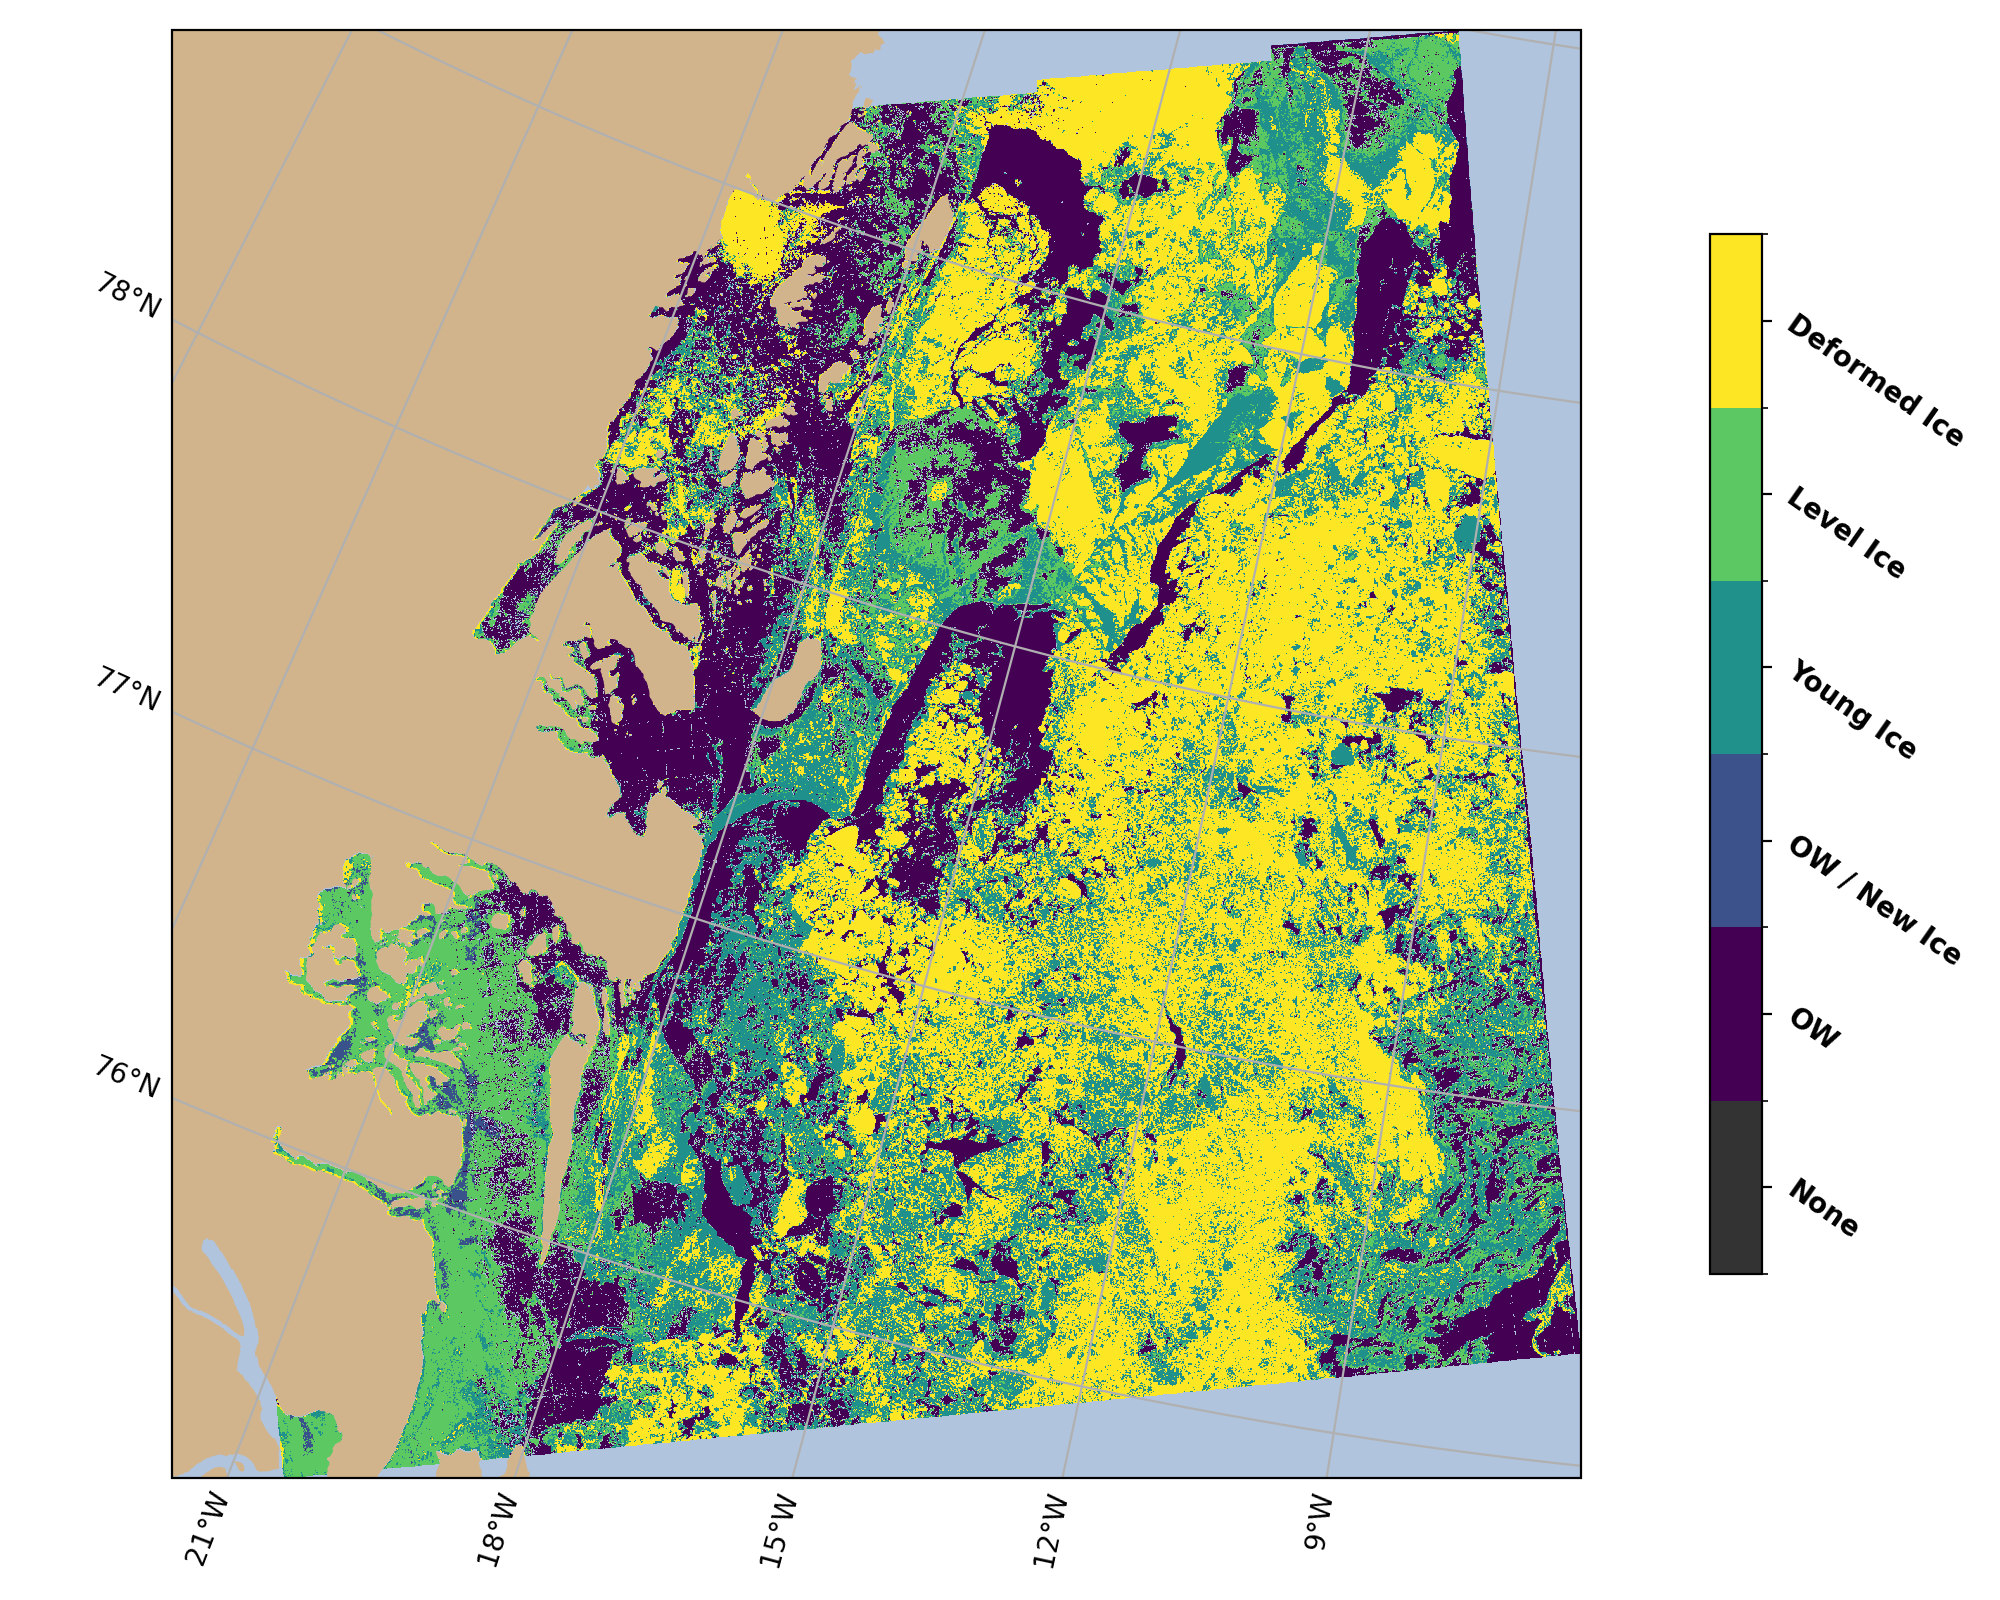 78°N
77°N
76°N
21°W
18°W
15°W
12°W
9°W
Deformed Ice
Level Ice
Young Ice
OW / New Ice
OW
None